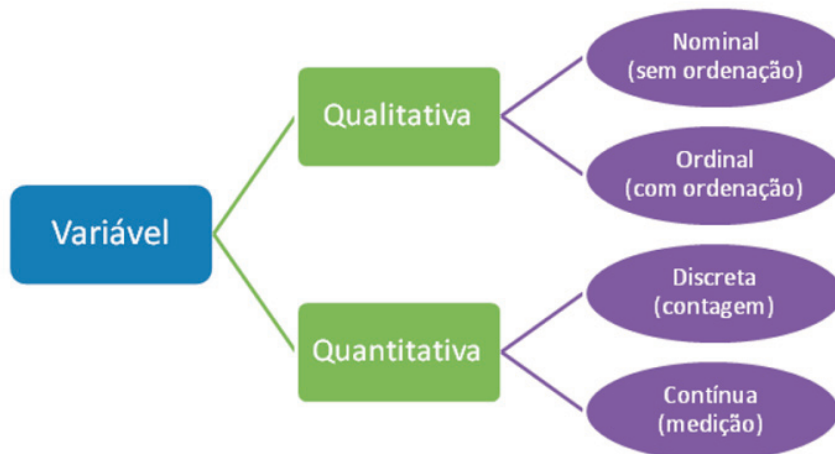 Variável
Qualitativa
Nominal
(sem ordenação)
Ordinal
(com ordenação)
Quantitativa
Discreta
(contagem)
Contínua
(medição)